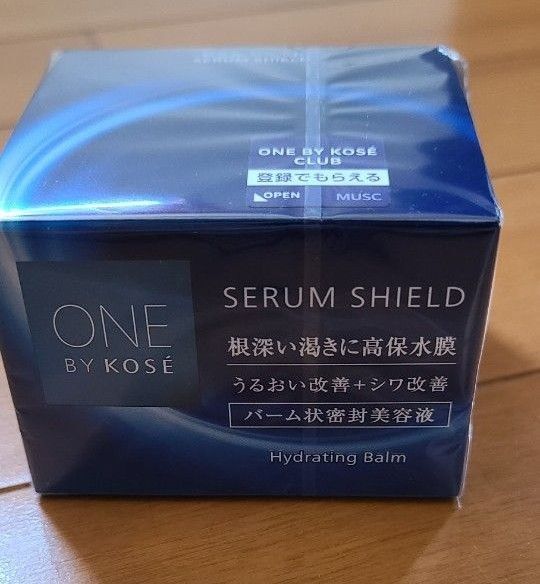 SERUM SHIELD
ONE BY KOSÉ
CLUB
登録でもらえる
OPEN MUSC
ONE
BY KOSÉ
SERUM SHIELD
根深い渇きに高保水膜
うるおい改善+シワ改善
バーム状密封美容液
Hydrating Balm